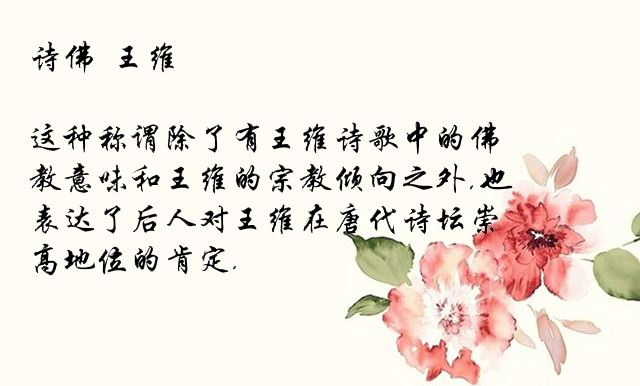 诗佛 王维
这种称谓除了有王维诗歌中的佛
教意味和王维的宗教倾向之外,也
表达了后人对王维在唐代诗坛崇
高地位的肯定.